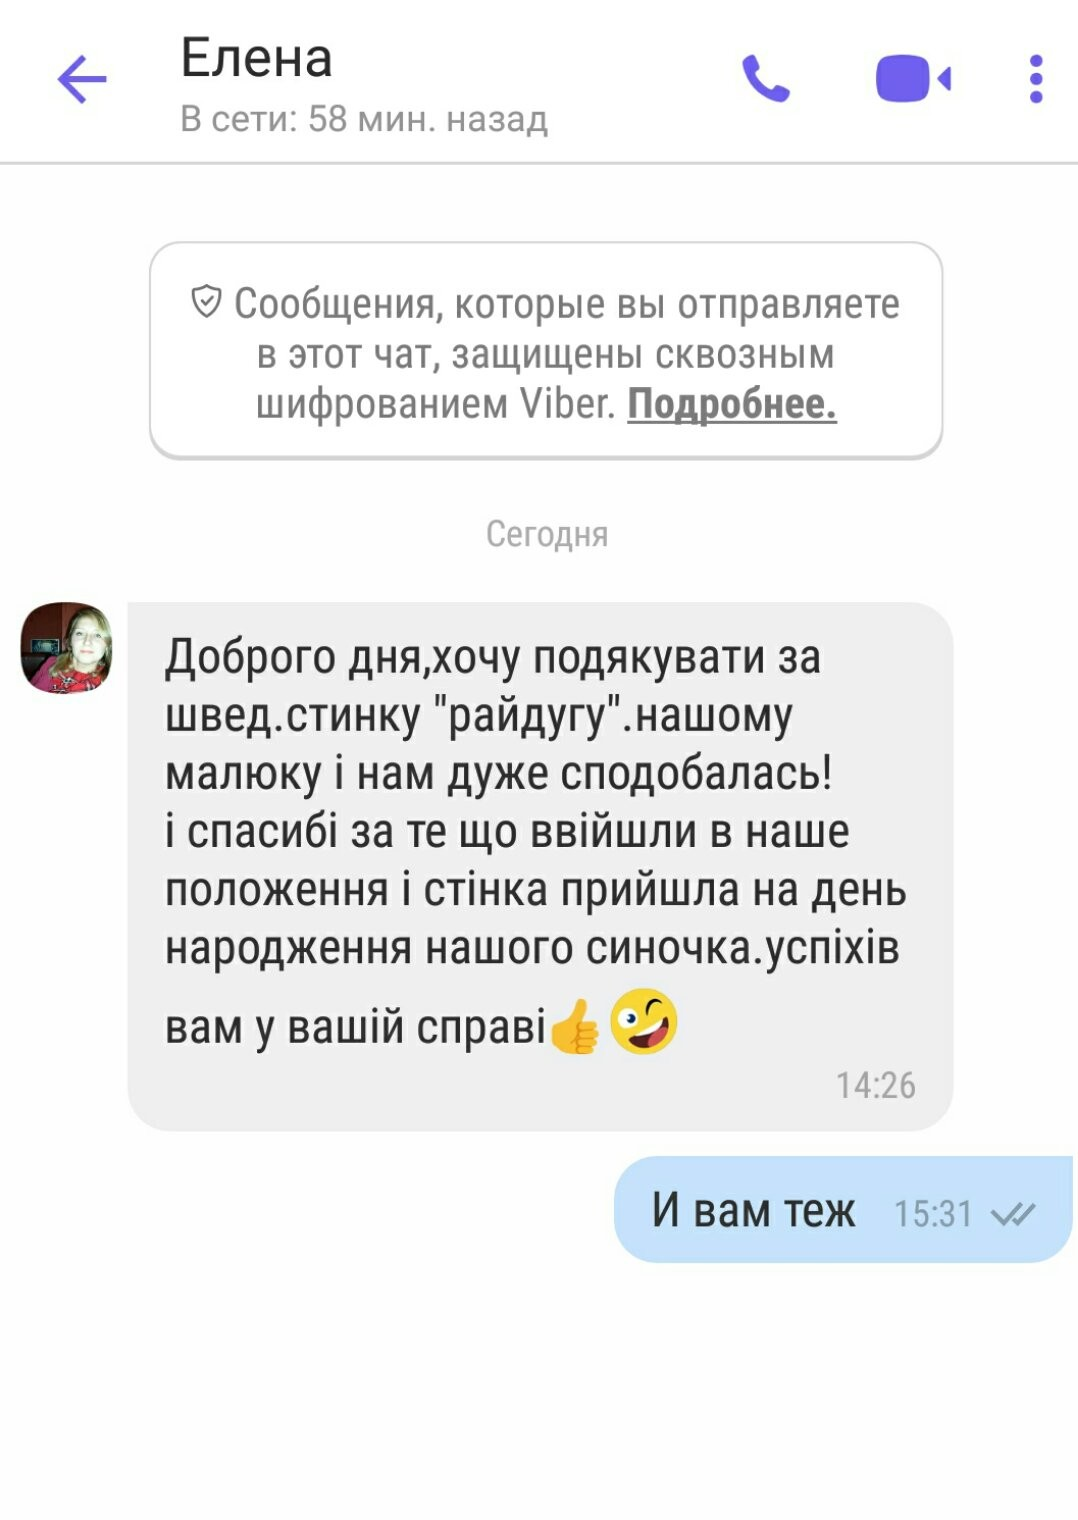 Елена
В сети: 58 мин. назад
Сообщения, которые вы отправляете
в этот чат, защищены сквозным
шифрованием Viber. Подробнее.
Сегодня
Доброго дня,хочу подякувати за
швед.стинку "райдугу".нашому
малюку і нам дуже сподобалась!
і спасибі за те що ввійшли в наше
положення і стінка прийшла на день
народження нашого синочка.успіхів
вам у вашій справі👍😜
14:26
И вам теж 15:31